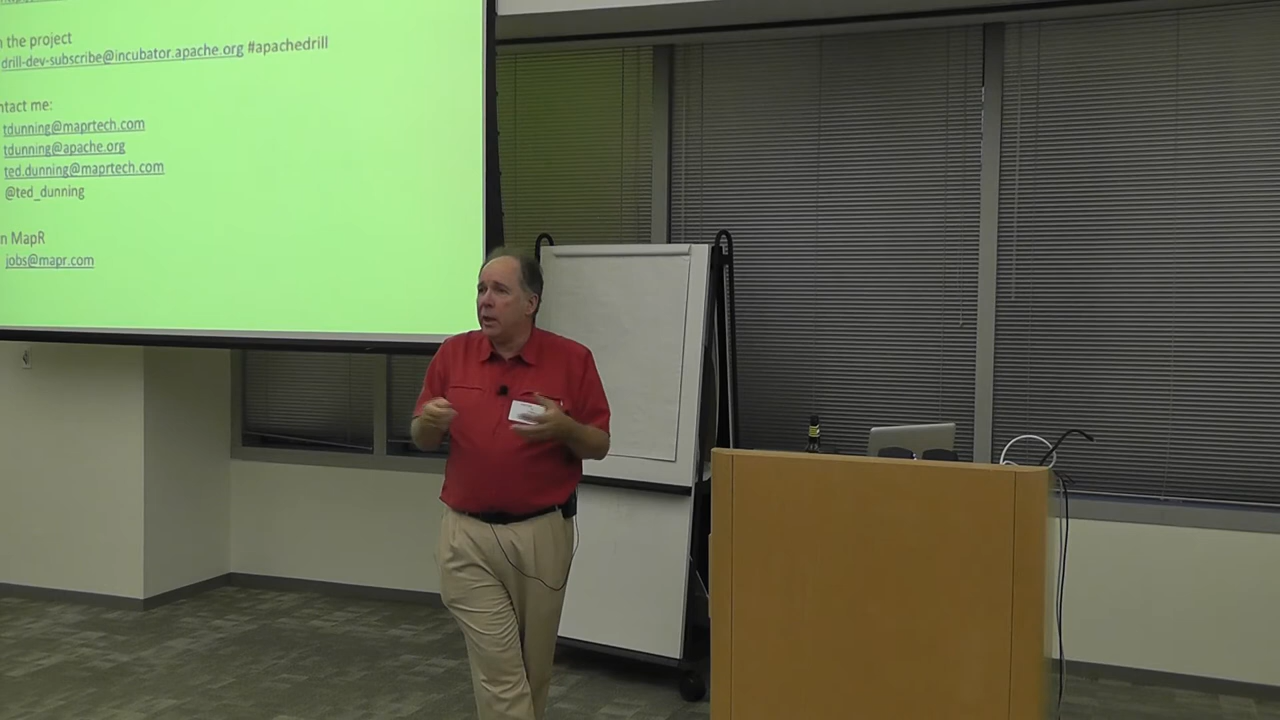 the project
drill-dev-subscribe@incubator.apache.org #apachedrill
ntact me:
tdunning@maprtech.com
tdunning@apache.org
ted.dunning@maprtech.com
@ted_dunning
n MapR
jobs@mapr.com